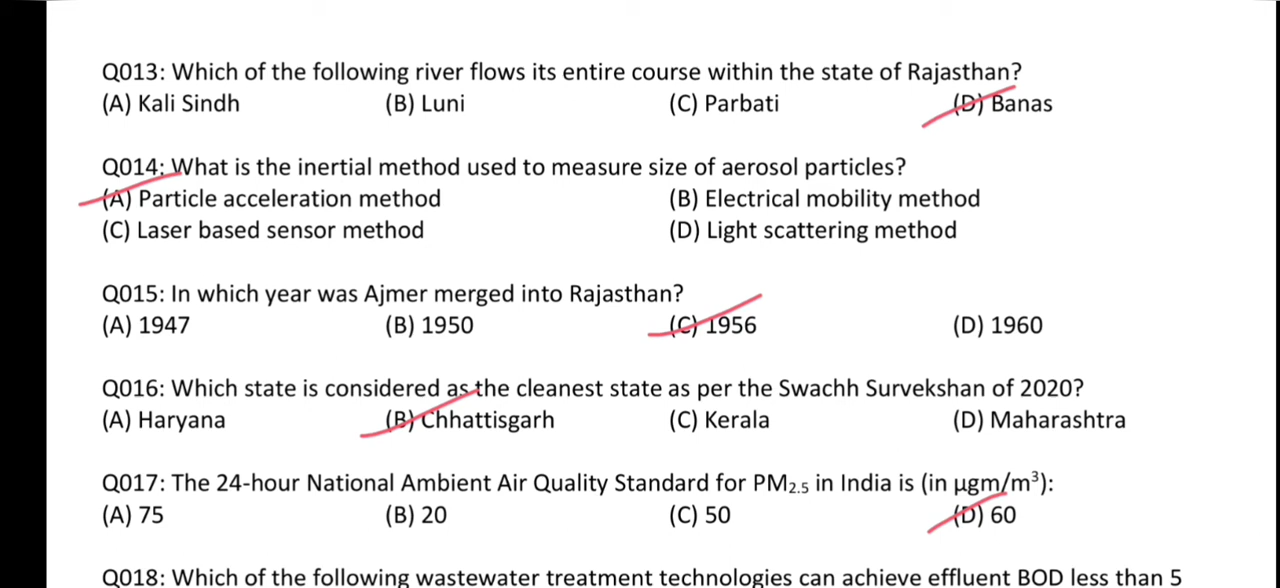 Q013: Which of the following river flows its entire course within the state of Rajasthan?
(A) Kali Sindh (B) Luni (C) Parbati (D) Banas
Q014: What is the inertial method used to measure size of aerosol particles?
(A) Particle acceleration method (B) Electrical mobility method
(C) Laser based sensor method (D) Light scattering method
Q015: In which year was Ajmer merged into Rajasthan?
(A) 1947 (B) 1950 (C) 1956 (D) 1960
Q016: Which state is considered as the cleanest state as per the Swachh Survekshan of 2020?
(A) Haryana (B) Chhattisgarh (C) Kerala (D) Maharashtra
Q017: The 24-hour National Ambient Air Quality Standard for PM₂.₅ in India is (in µgm/m³):
(A) 75 (B) 20 (C) 50 (D) 60
Q018: Which of the following wastewater treatment technologies can achieve effluent BOD less than 5